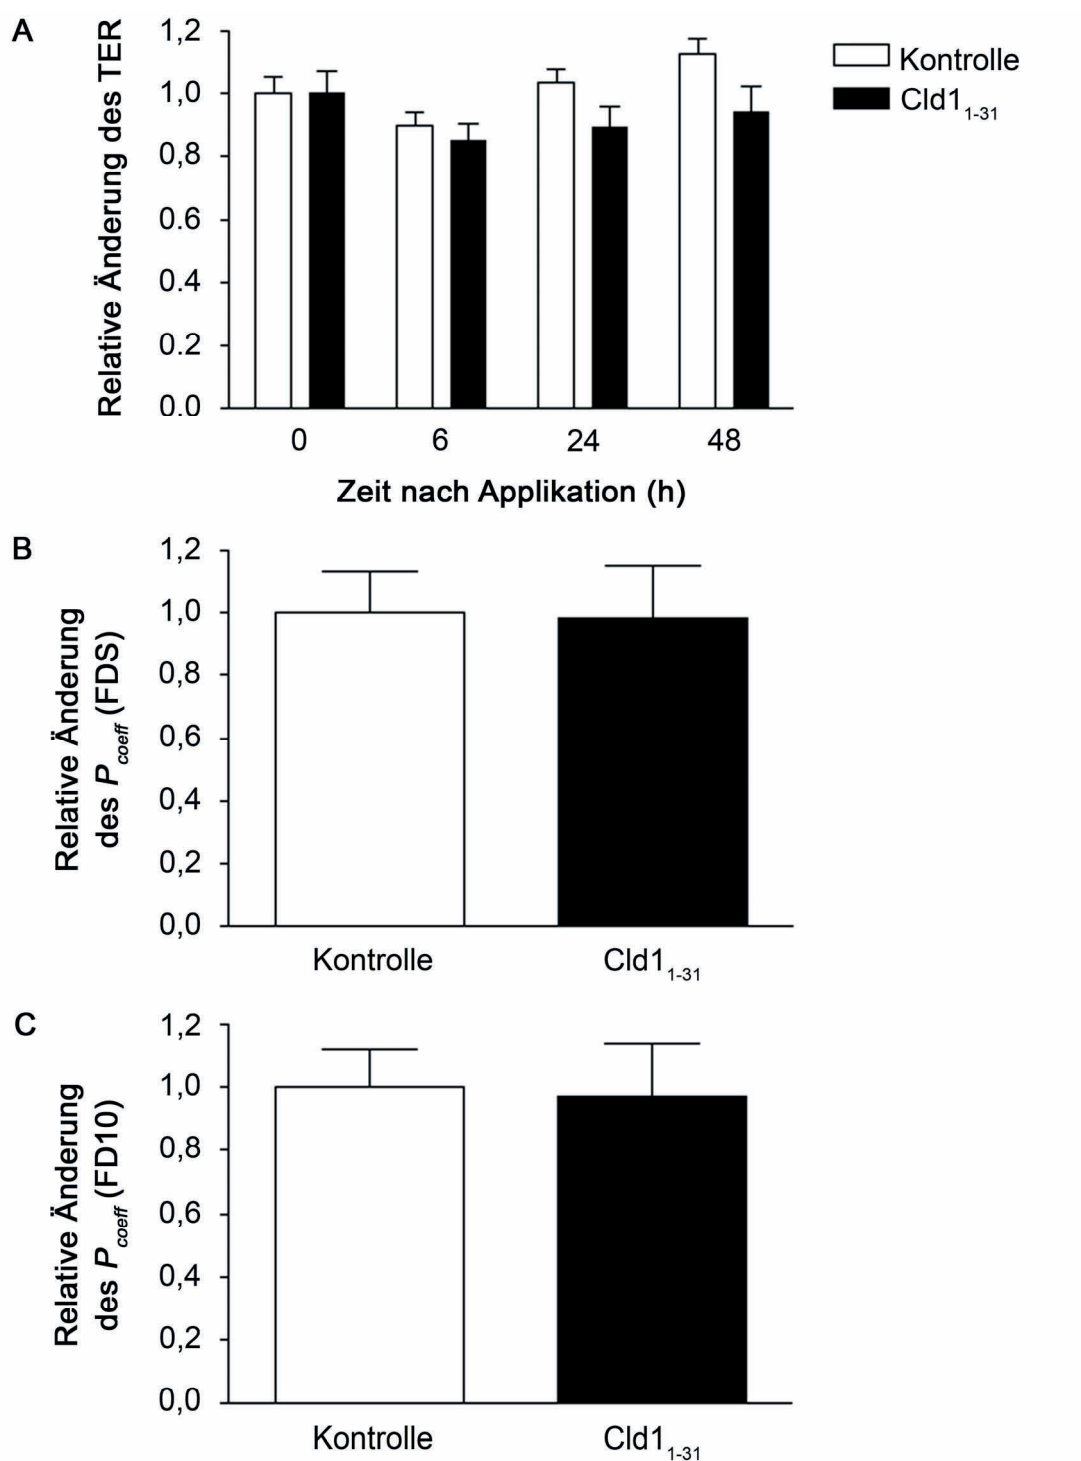 A
Relative Änderung des TER
1,2
1,0
0,8
0.6
0.4
0.2
0.0
0 6 24 48
Zeit nach Applikation (h)
Kontrolle
Cld1 1-31
B
Relative Änderung
des P coeff (FDS)
1,2
1,0
0,8
0,6
0,4
0,2
0,0
Kontrolle Cld1 1-31
C
Relative Änderung
des P coeff (FD10)
1,2
1,0
0,8
0,6
0,4
0,2
0,0
Kontrolle Cld1 1-31